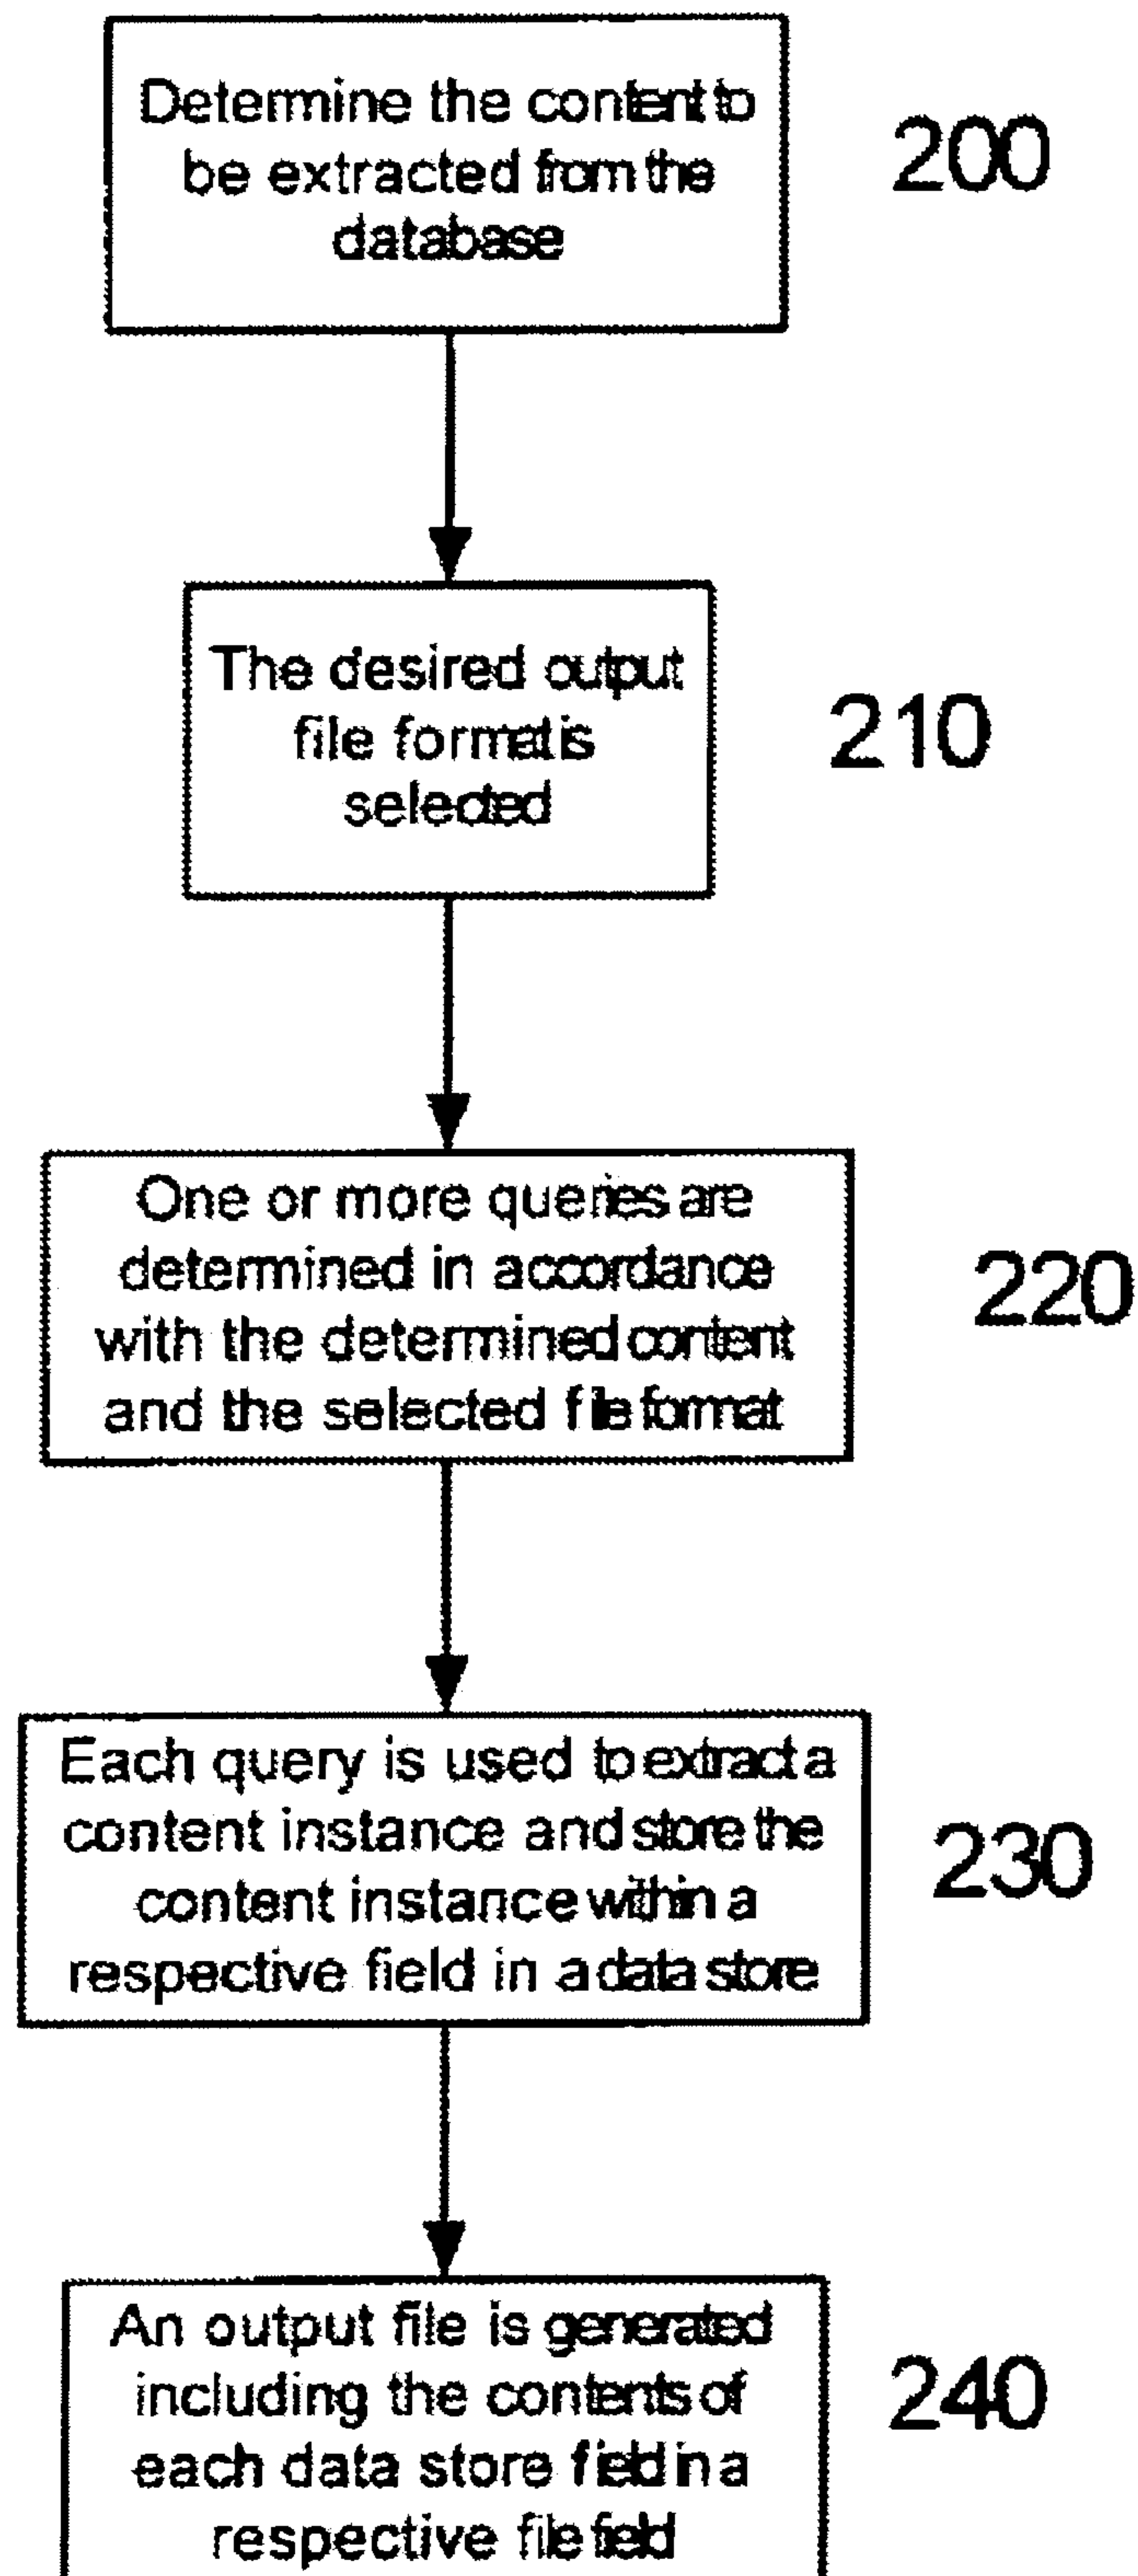 Determine the content to
be extracted from the
database
200
The desired output
file format is
selected
210
One or more queries are
determined in accordance
with the determined content
and the selected file format
220
Each query is used to extract a
content instance and store the
content instance within a
respective field in a data store
230
An output file is generated
including the contents of
each data store field in a
respective file field
240